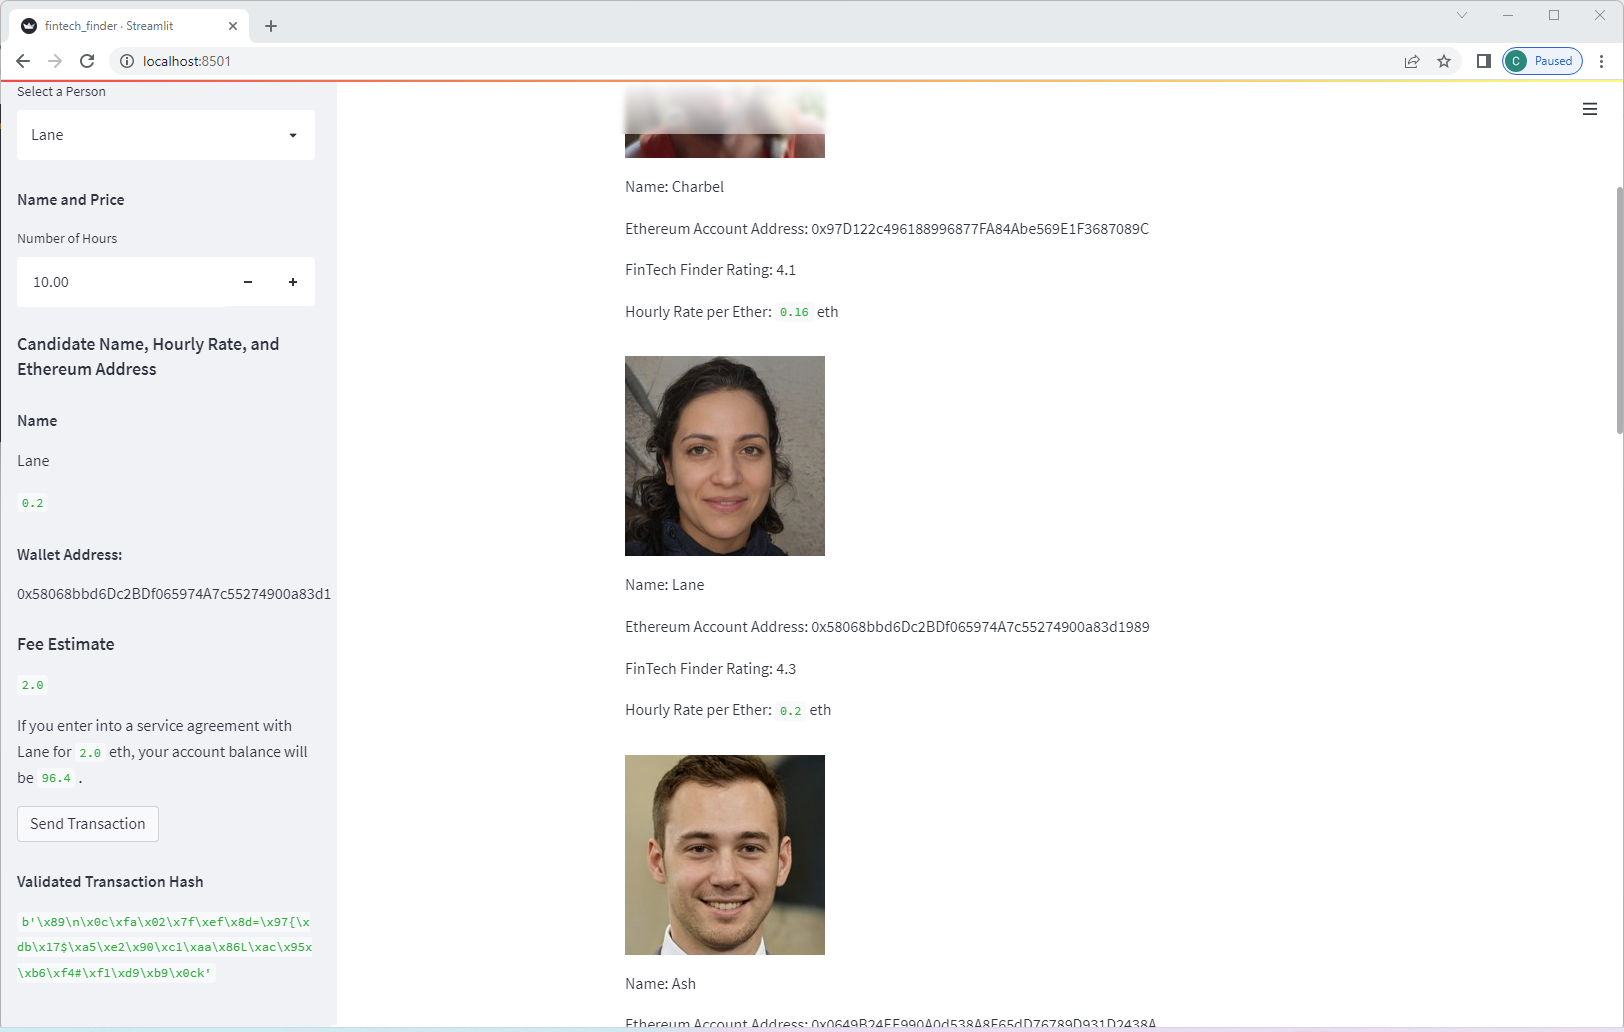 fintech_finder · Streamlit
localhost:8501
C Paused
Select a Person
Lane
Name and Price
Number of Hours
10.00
Candidate Name, Hourly Rate, and
Ethereum Address
Name
Lane
0.2
Wallet Address:
0x58068bbd6Dc2BDf065974A7c55274900a83d1
Fee Estimate
2.0
If you enter into a service agreement with
Lane for 2.0 eth, your account balance will
be 96.4 .
Send Transaction
Validated Transaction Hash
b'\x89\n\x0c\xfa\x02\x7f\xef\x8d=\x97{\x
db\x17$\xa5\xe2\x90\xc1\xaa\x86L\xac\x95x
\xb6\xf4#\xf1\xd9\xb9\x0ck'
Name: Charbel
Ethereum Account Address: 0x97D122c496188996877FA84Abe569E1F3687089C
FinTech Finder Rating: 4.1
Hourly Rate per Ether: 0.16 eth
Name: Lane
Ethereum Account Address: 0x58068bbd6Dc2BDf065974A7c55274900a83d1989
FinTech Finder Rating: 4.3
Hourly Rate per Ether: 0.2 eth
Name: Ash
Ethereum Account Address: